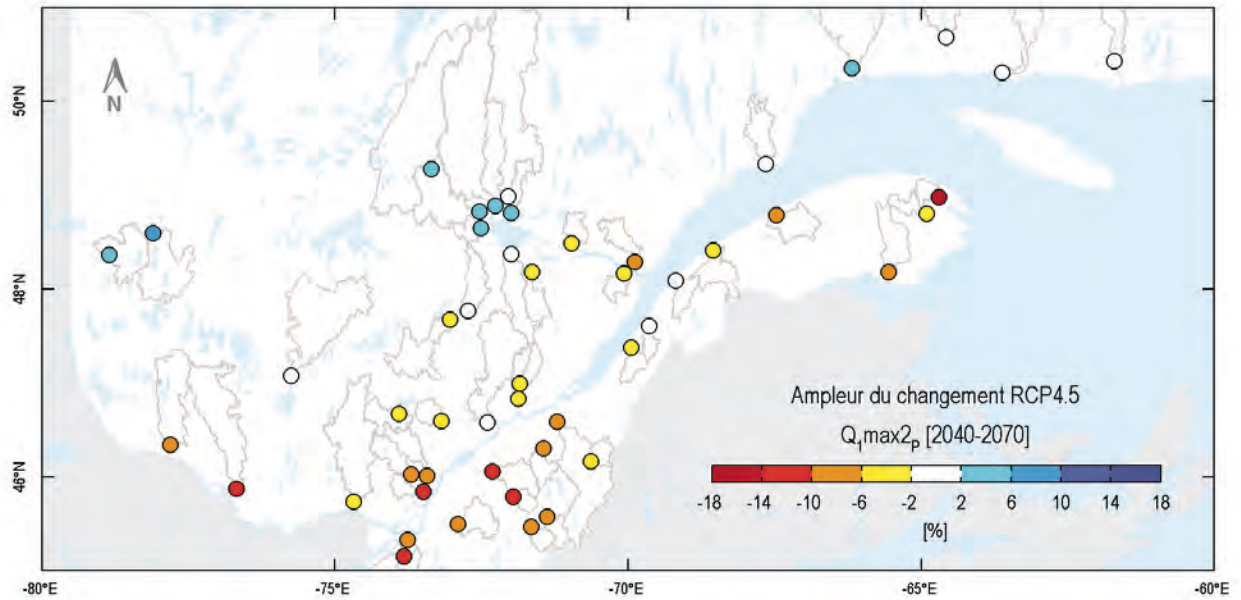 50°N
48°N
46°N
N
Ampleur du changement RCP4.5
Q₁max2ₚ [2040-2070]
-18 -14 -10 -6 -2 2 6 10 14 18
[%]
-80°E -75°E -70°E -65°E -60°E